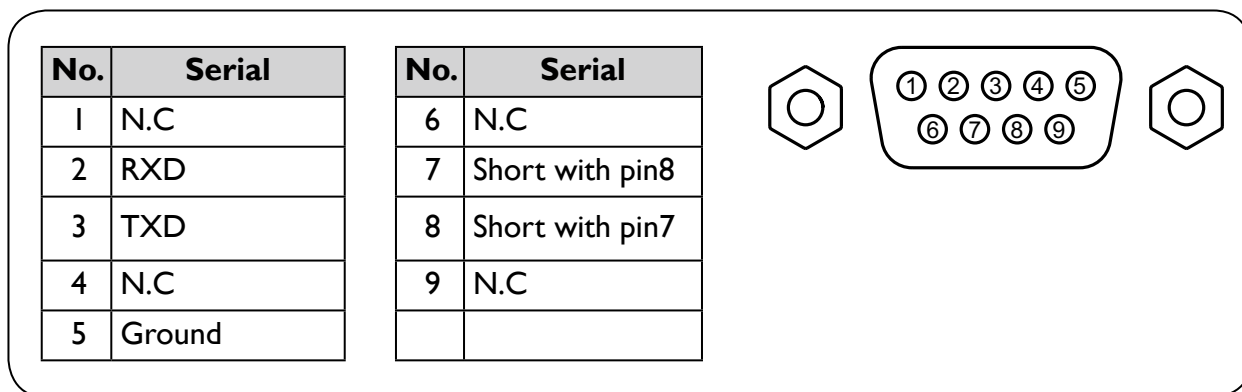 No. Serial
1 N.C
2 RXD
3 TXD
4 N.C
5 Ground
No. Serial
6 N.C
7 Short with pin8
8 Short with pin7
9 N.C
1 2 3 4 5
6 7 8 9